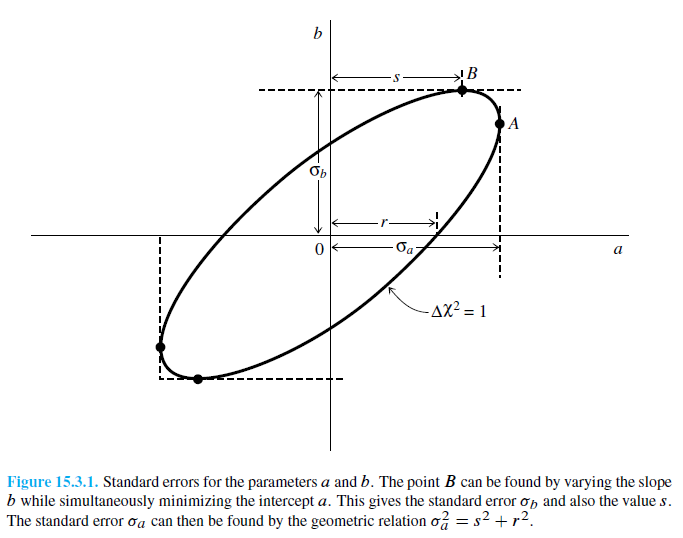 b
s
B
A
σb
r
0
σa
a
Δχ² = 1
Figure 15.3.1. Standard errors for the parameters a and b. The point B can be found by varying the slope
b while simultaneously minimizing the intercept a. This gives the standard error σb and also the value s.
The standard error σa can then be found by the geometric relation σa² = s² + r².